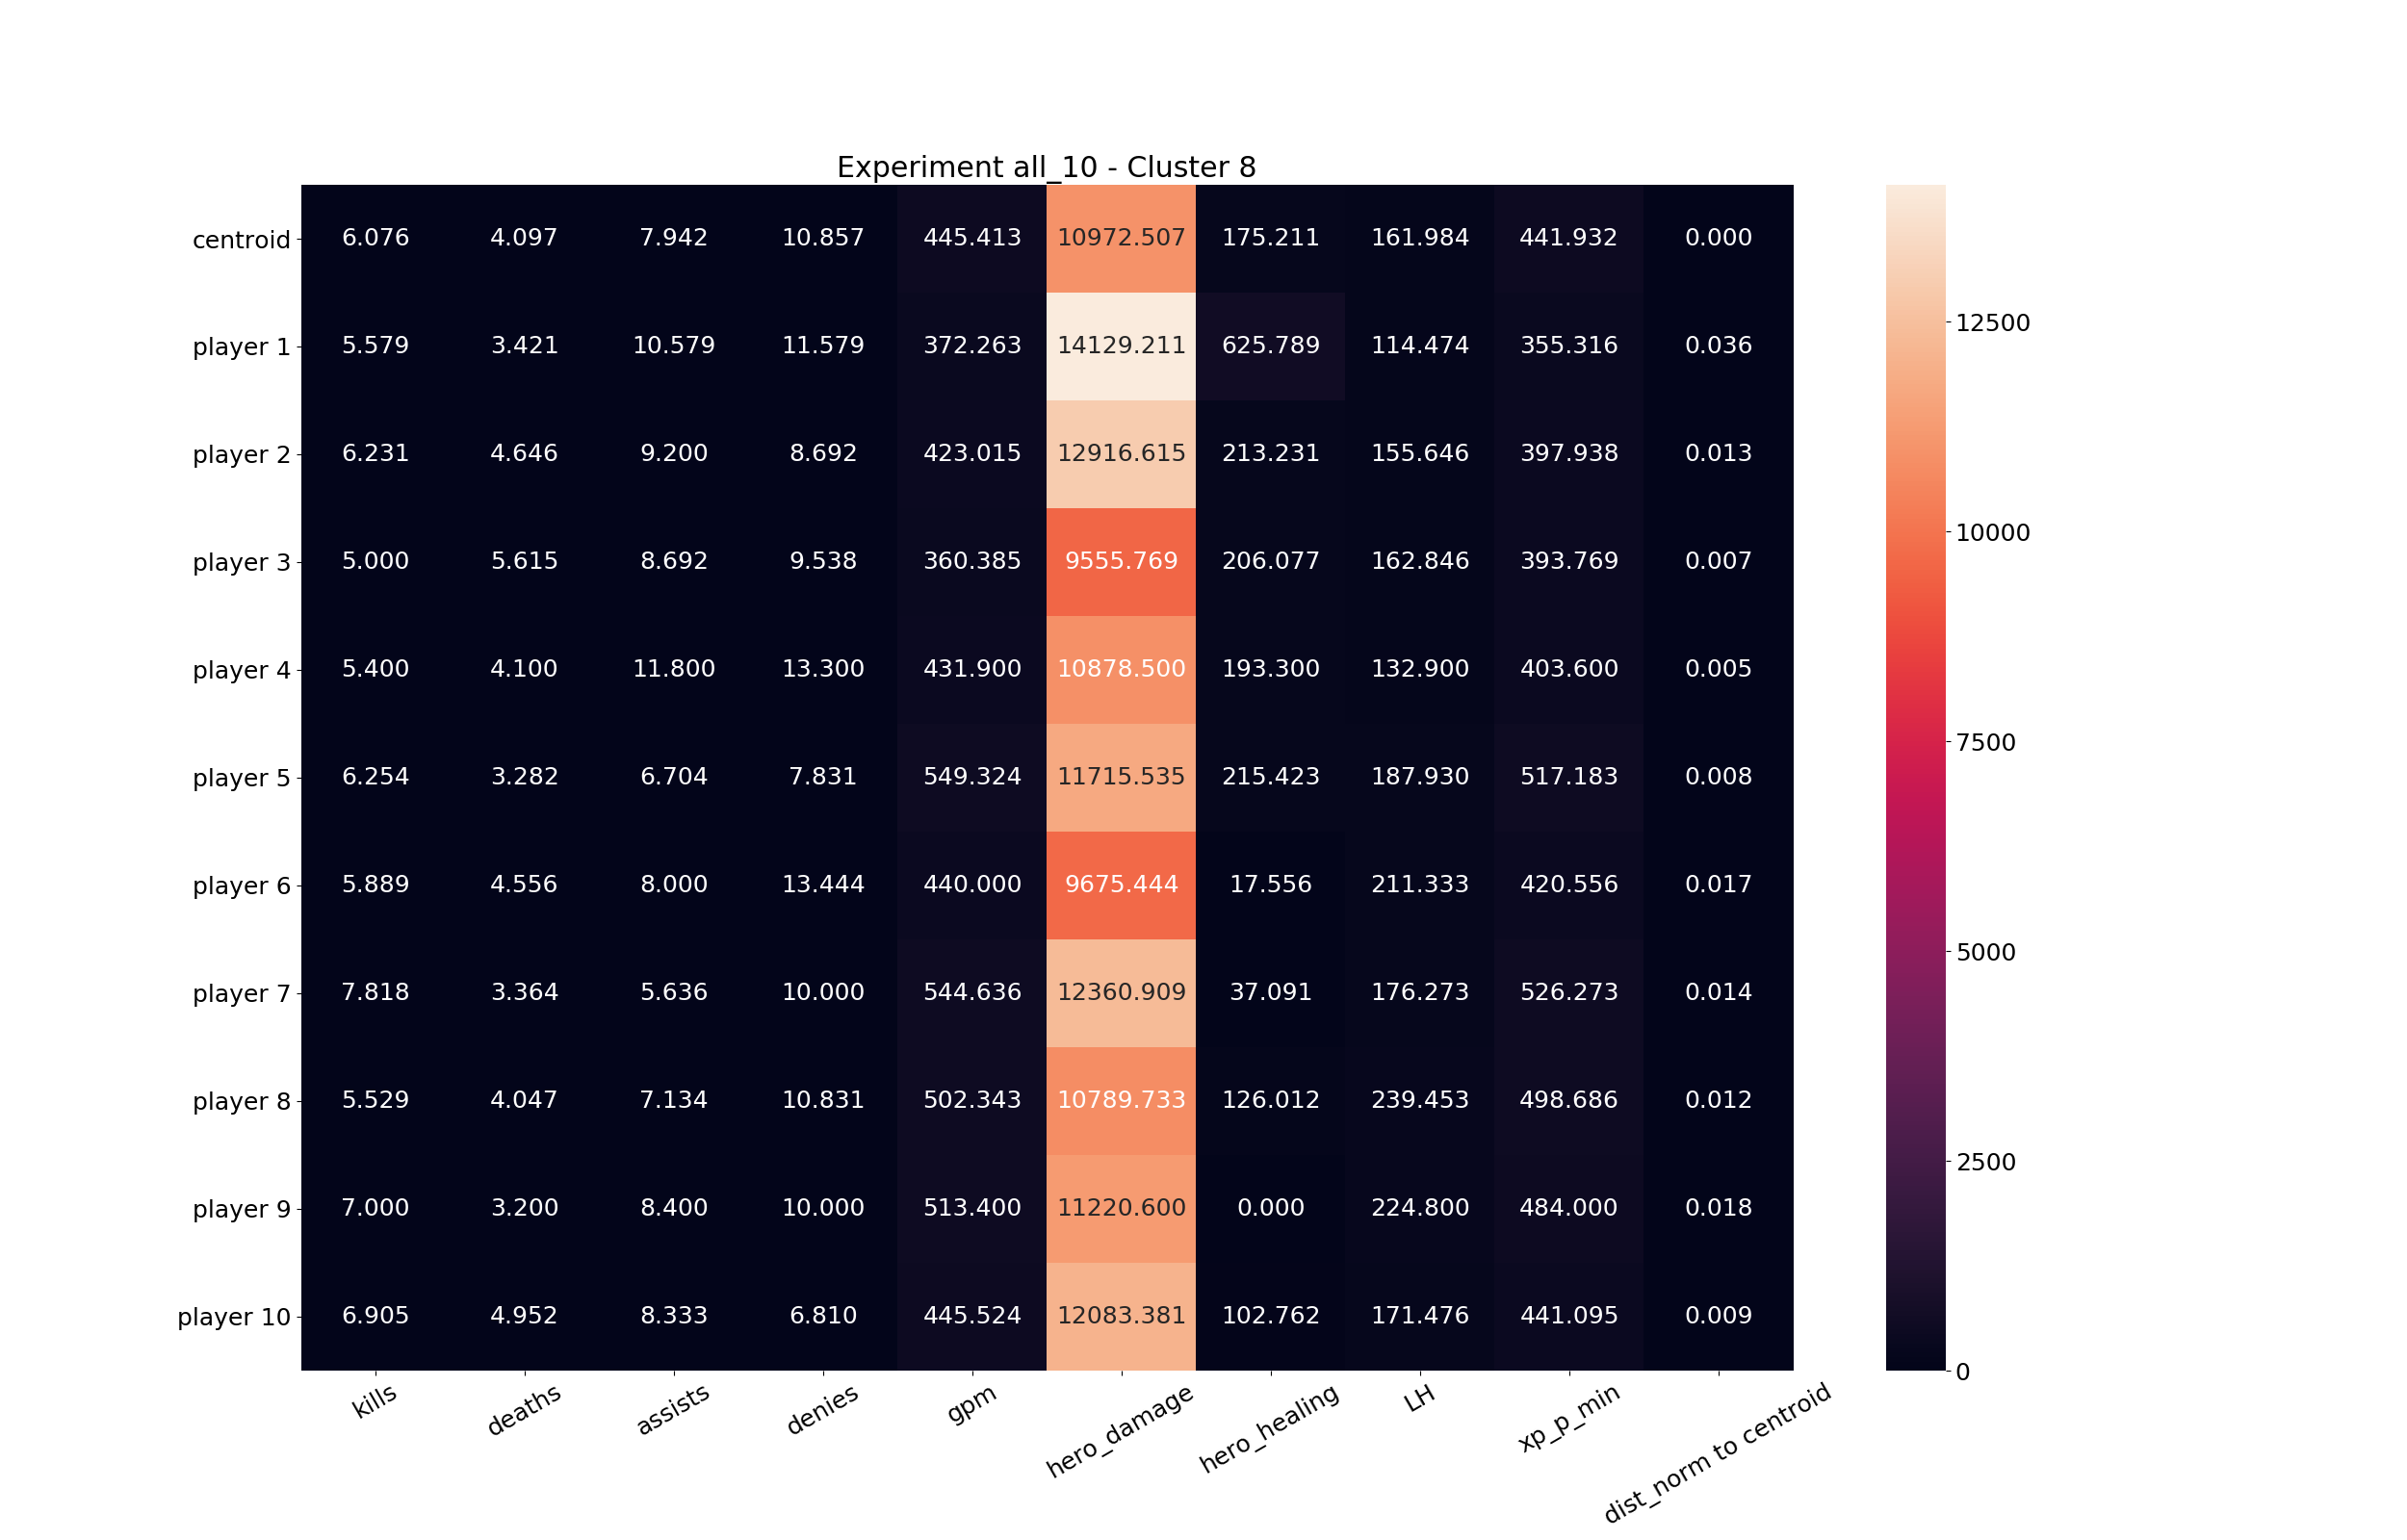 Experiment all_10 - Cluster 8
centroid 6.076 4.097 7.942 10.857 445.413 10972.507 175.211 161.984 441.932 0.000
player 1 5.579 3.421 10.579 11.579 372.263 14129.211 625.789 114.474 355.316 0.036
player 2 6.231 4.646 9.200 8.692 423.015 12916.615 213.231 155.646 397.938 0.013
player 3 5.000 5.615 8.692 9.538 360.385 9555.769 206.077 162.846 393.769 0.007
player 4 5.400 4.100 11.800 13.300 431.900 10878.500 193.300 132.900 403.600 0.005
player 5 6.254 3.282 6.704 7.831 549.324 11715.535 215.423 187.930 517.183 0.008
player 6 5.889 4.556 8.000 13.444 440.000 9675.444 17.556 211.333 420.556 0.017
player 7 7.818 3.364 5.636 10.000 544.636 12360.909 37.091 176.273 526.273 0.014
player 8 5.529 4.047 7.134 10.831 502.343 10789.733 126.012 239.453 498.686 0.012
player 9 7.000 3.200 8.400 10.000 513.400 11220.600 0.000 224.800 484.000 0.018
player 10 6.905 4.952 8.333 6.810 445.524 12083.381 102.762 171.476 441.095 0.009
kills deaths assists denies gpm hero_damage hero_healing LH xp_p_min dist_norm to centroid
12500
10000
7500
5000
2500
0